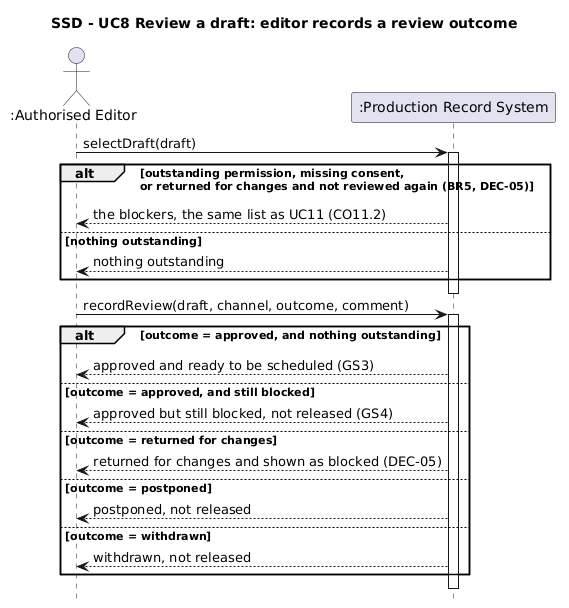 SSD - UC8 Review a draft: editor records a review outcome
:Authorised Editor
:Production Record System
selectDraft(draft)
alt
[outstanding permission, missing consent,
or returned for changes and not reviewed again (BR5, DEC-05)]
the blockers, the same list as UC11 (CO11.2)
[nothing outstanding]
nothing outstanding
recordReview(draft, channel, outcome, comment)
alt
[outcome = approved, and nothing outstanding]
approved and ready to be scheduled (GS3)
[outcome = approved, and still blocked]
approved but still blocked, not released (GS4)
[outcome = returned for changes]
returned for changes and shown as blocked (DEC-05)
[outcome = postponed]
postponed, not released
[outcome = withdrawn]
withdrawn, not released